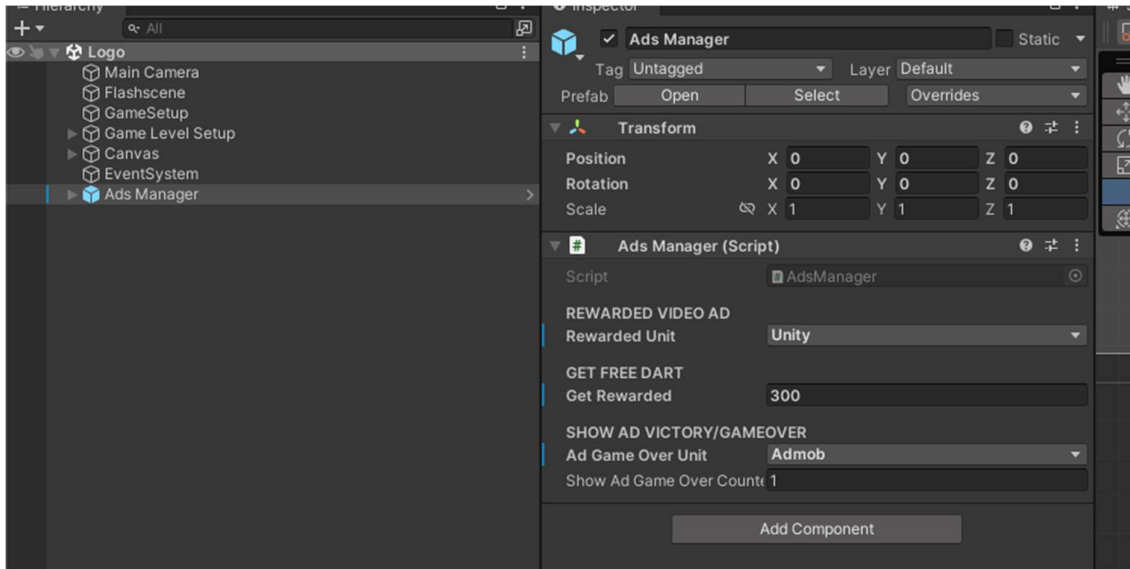 Hierarchy
All
Logo
Main Camera
Flashscene
GameSetup
Game Level Setup
Canvas
EventSystem
Ads Manager
Inspector
Ads Manager
Static
Tag Untagged Layer Default
Prefab Open Select Overrides
Transform
Position X 0 Y 0 Z 0
Rotation X 0 Y 0 Z 0
Scale X 1 Y 1 Z 1
# Ads Manager (Script)
Script AdsManager
REWARDED VIDEO AD
Rewarded Unit Unity
GET FREE DART
Get Rewarded 300
SHOW AD VICTORY/GAMEOVER
Ad Game Over Unit Admob
Show Ad Game Over Counte 1
Add Component